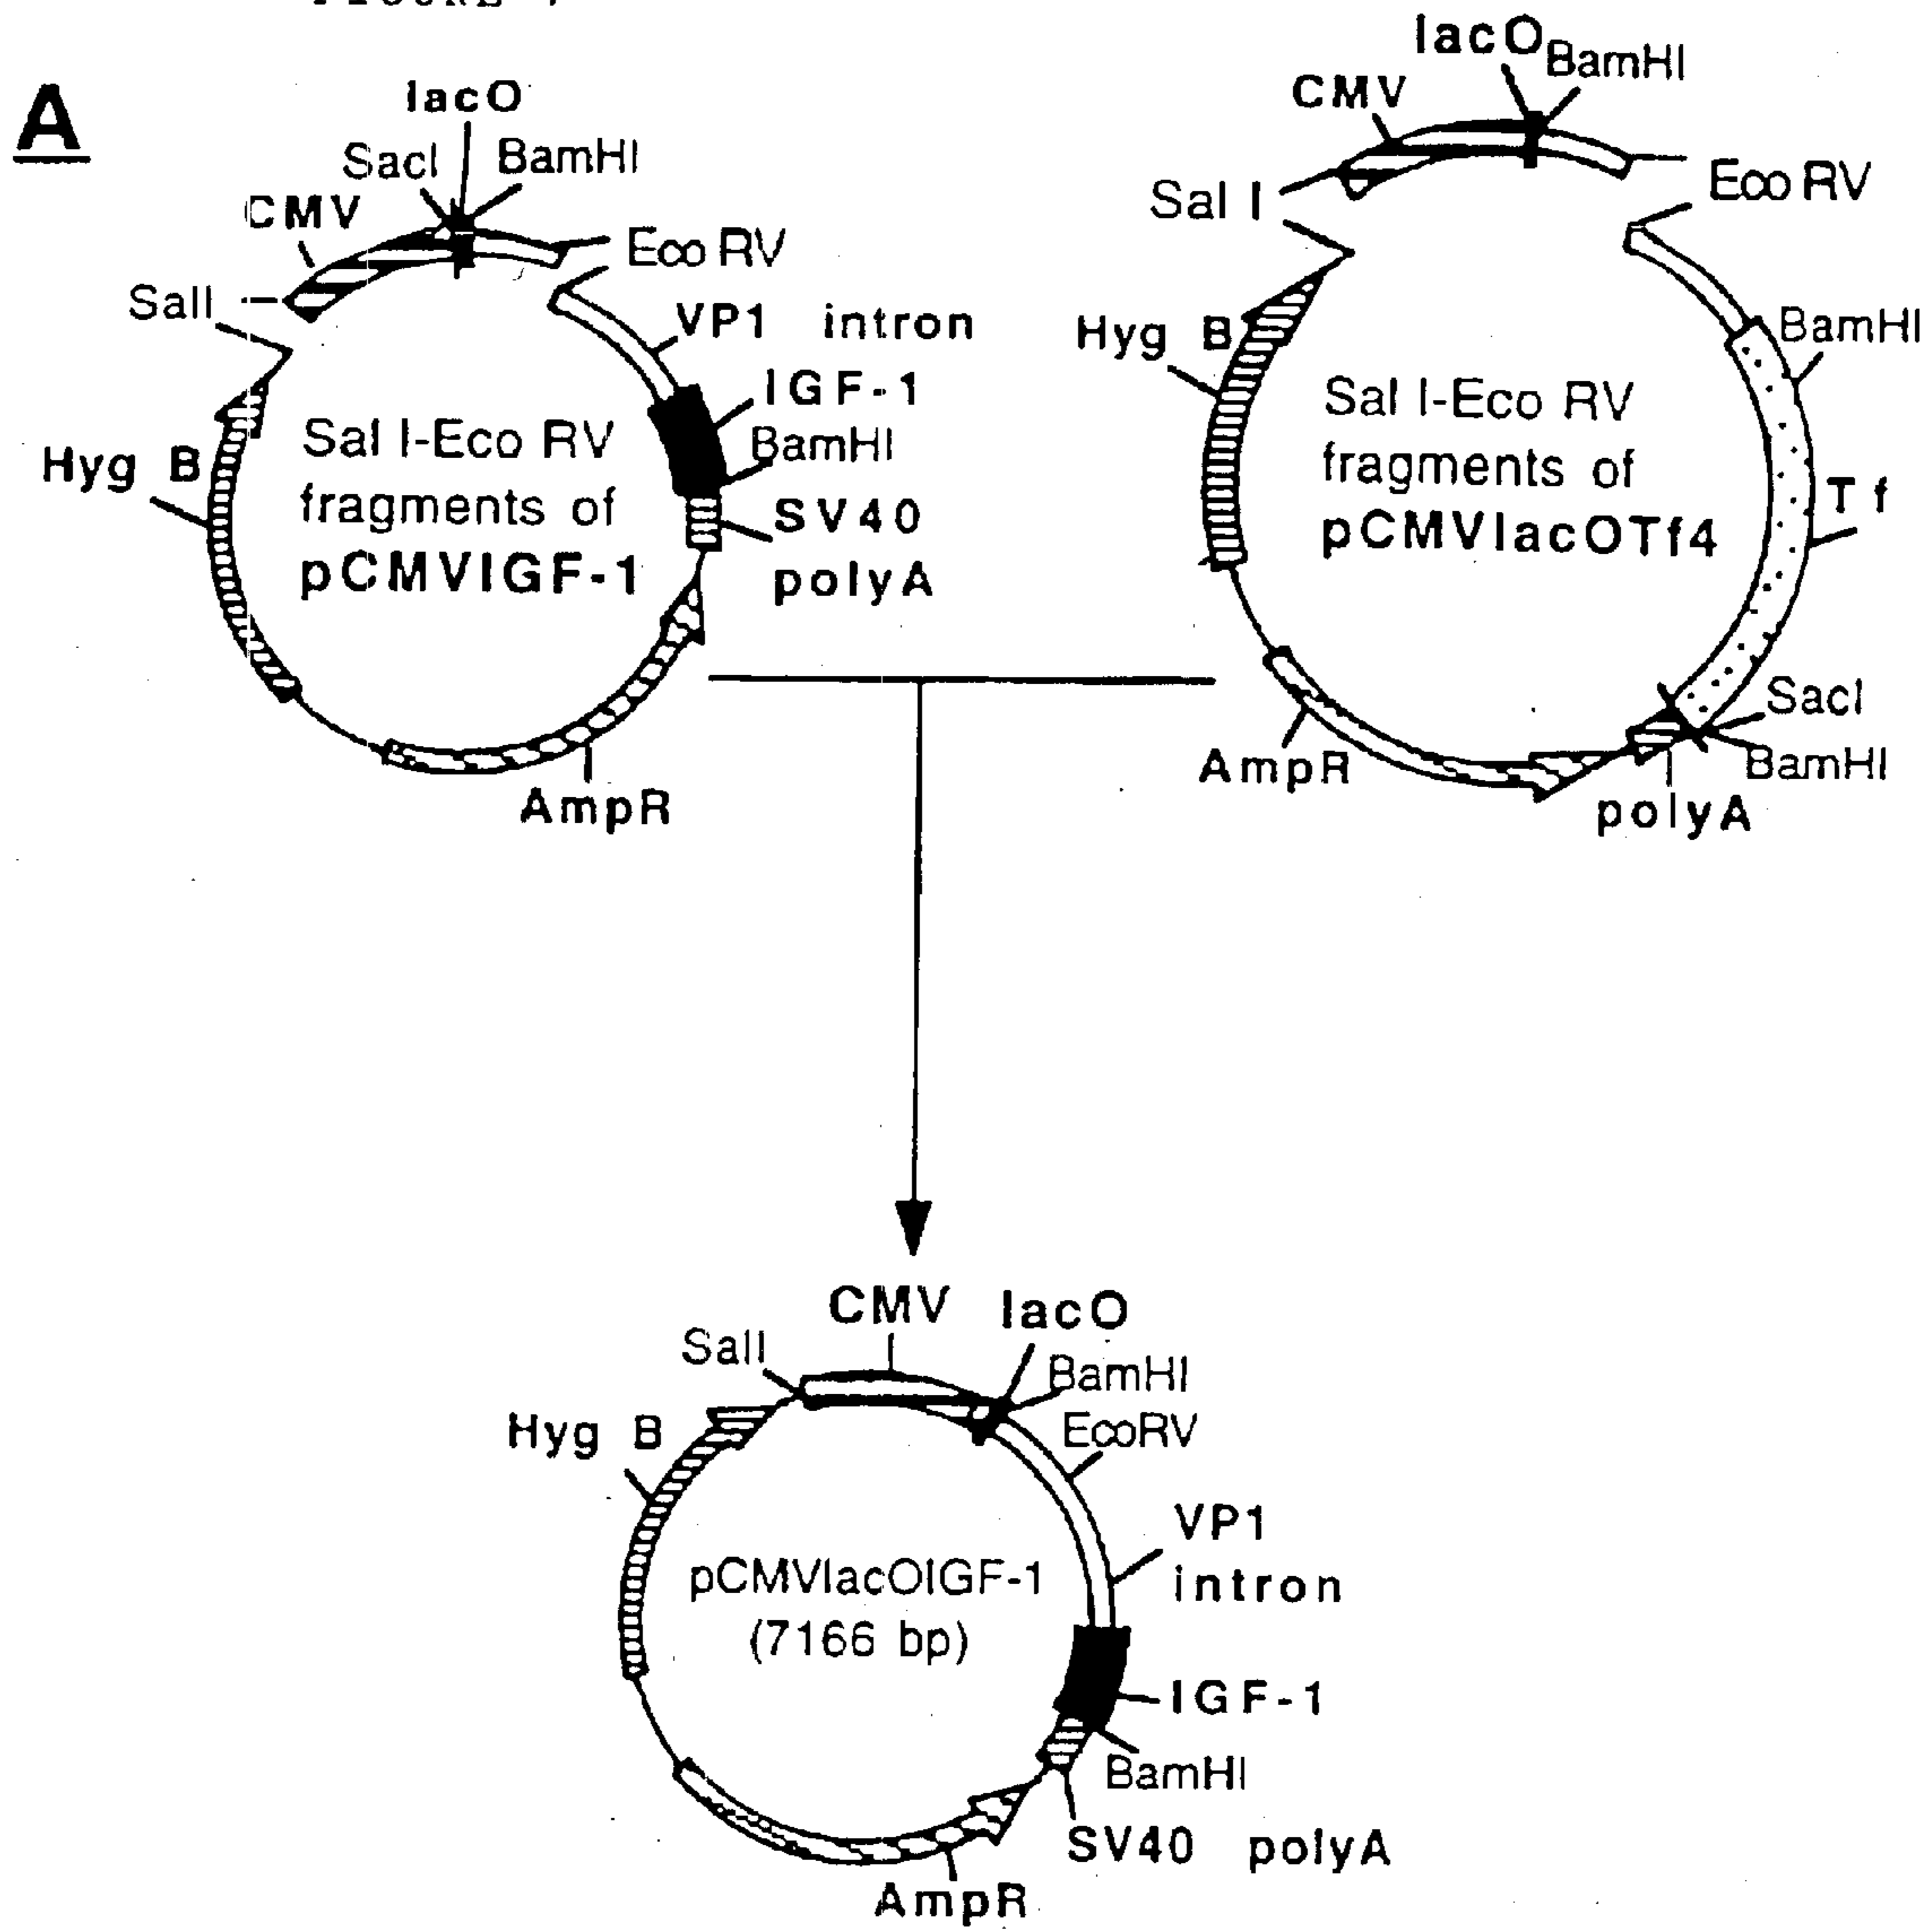 A
lacO
SacI
BamHI
CMV
Eco RV
SalI
VP1 intron
IGF-1
BamHI
Hyg B
Sal I-Eco RV
fragments of
pCMVIGF-1
SV40
polyA
AmpR
lacO
BamHI
CMV
Eco RV
Sal I
BamHI
Hyg B
Sal I-Eco RV
fragments of
pCMVlacOTf4
Tf
SacI
BamHI
AmpR
polyA
CMV lacO
SalI
BamHI
EcoRV
Hyg B
VP1
intron
pCMVlacOIGF-1
(7166 bp)
IGF-1
BamHI
SV40 polyA
AmpR